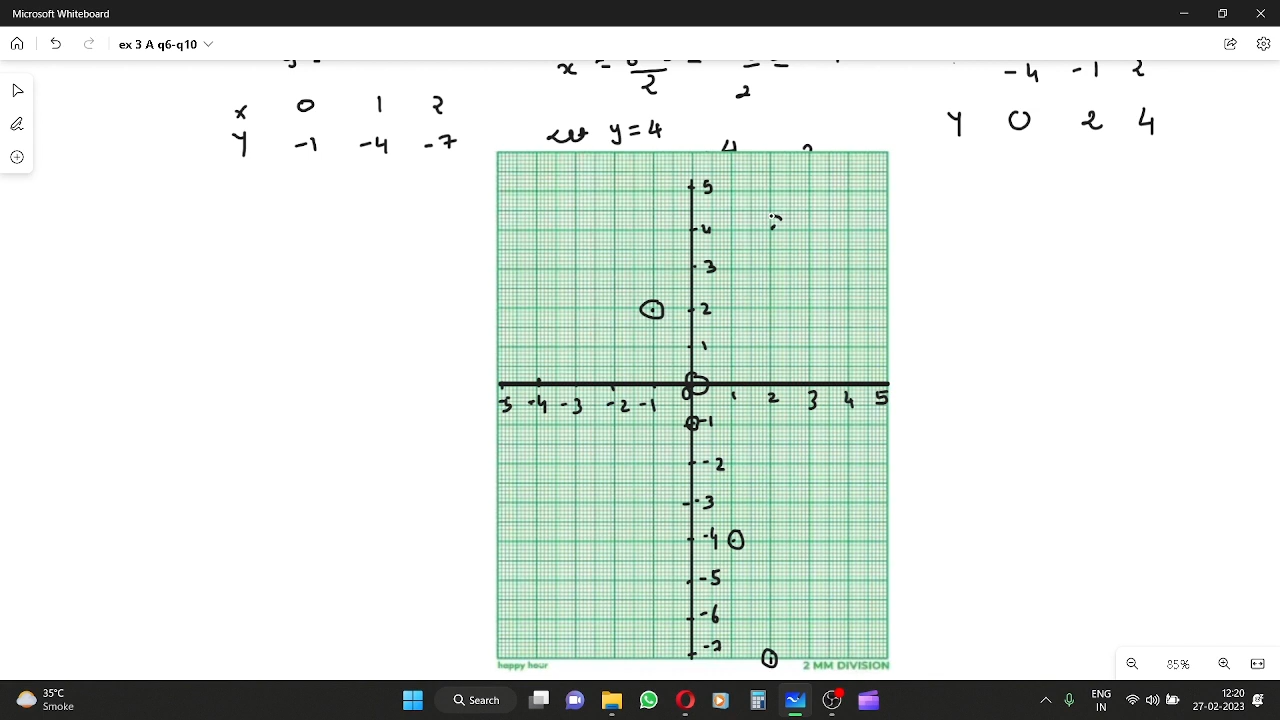 Microsoft Whiteboard
ex 3 A q6-q10
x 0 1 2
Y -1 -4 -7
x =
2
2
Let y = 4
-4 -1 2
Y 0 2 4
5
4
3
2
1
-5 -4 -3 -2 -1 0 1 2 3 4 5
-1
-2
-3
-4
-5
-6
-7
happy hour 2 MM DIVISION
85%
35°C
Smoke
Search
ENG
IN
12:20
27-02-2023